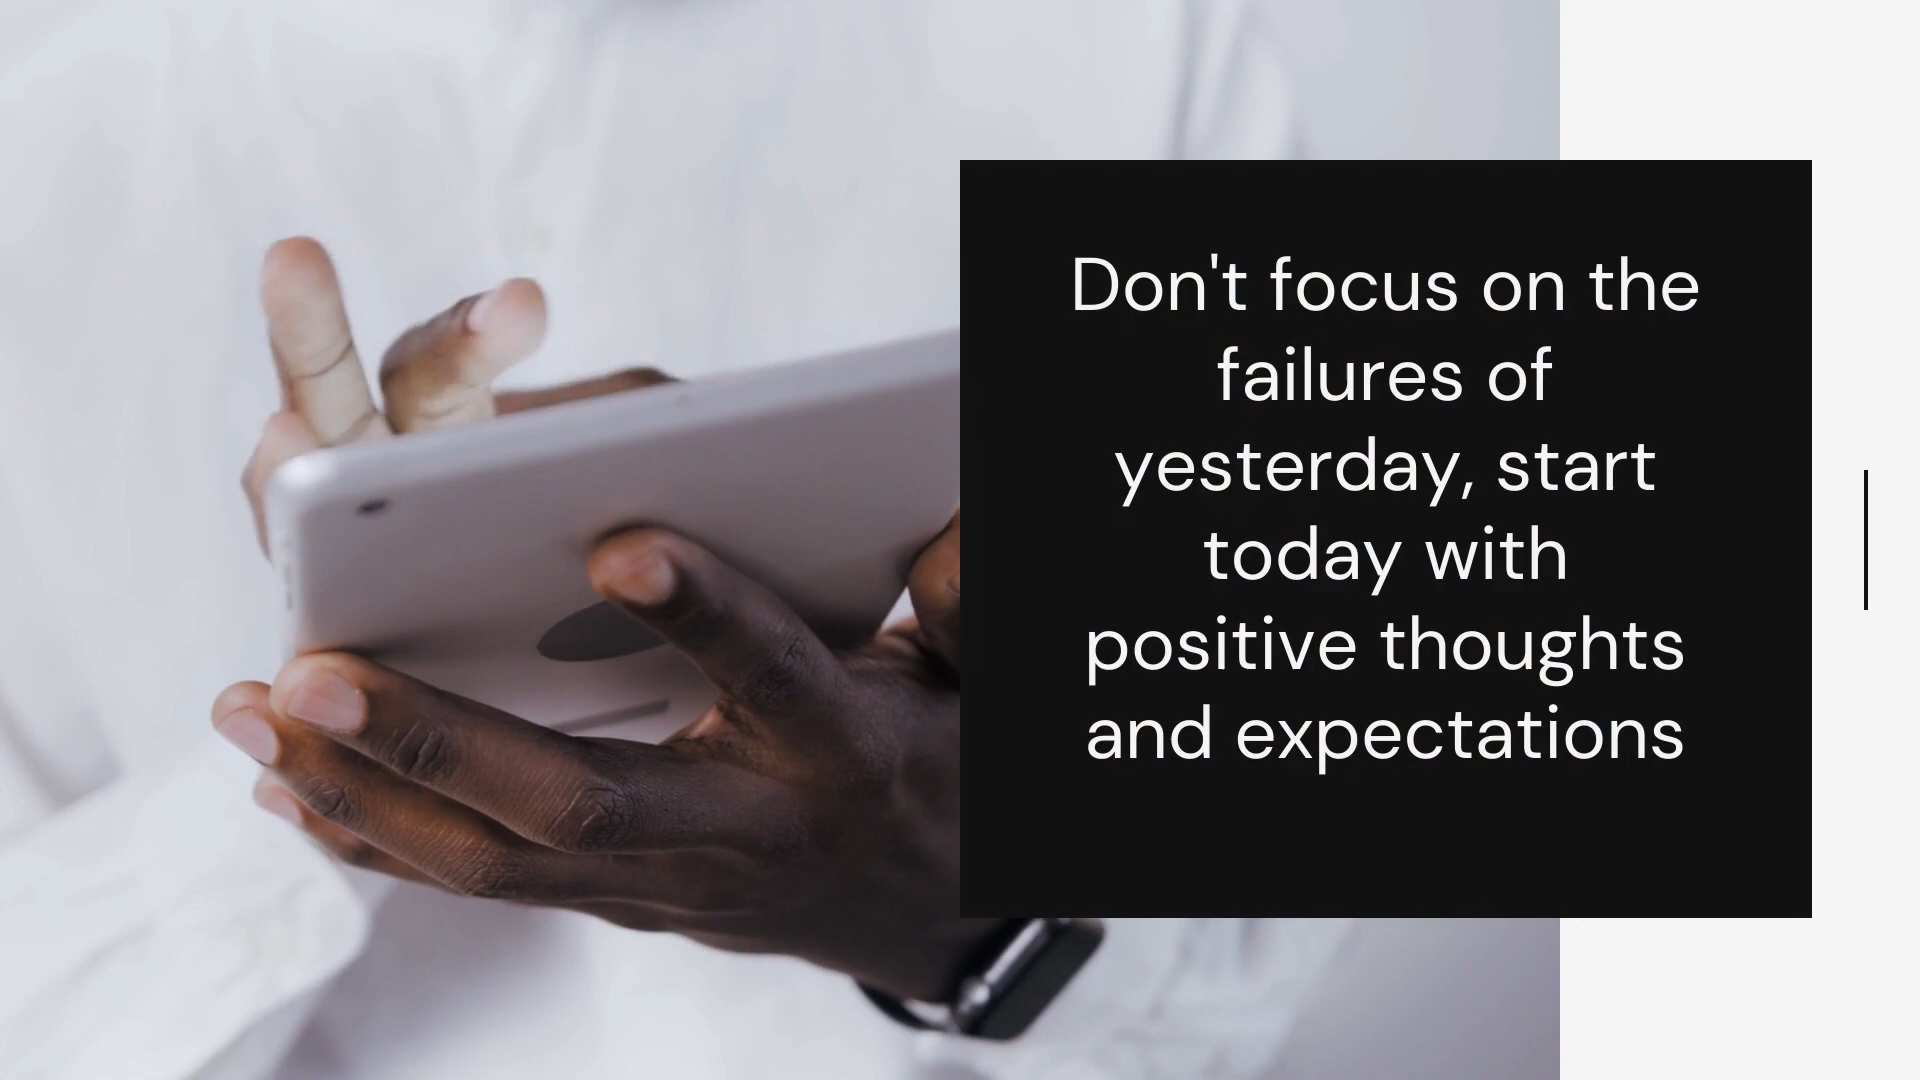 Don't focus on the
failures of
yesterday, start
today with
positive thoughts
and expectations